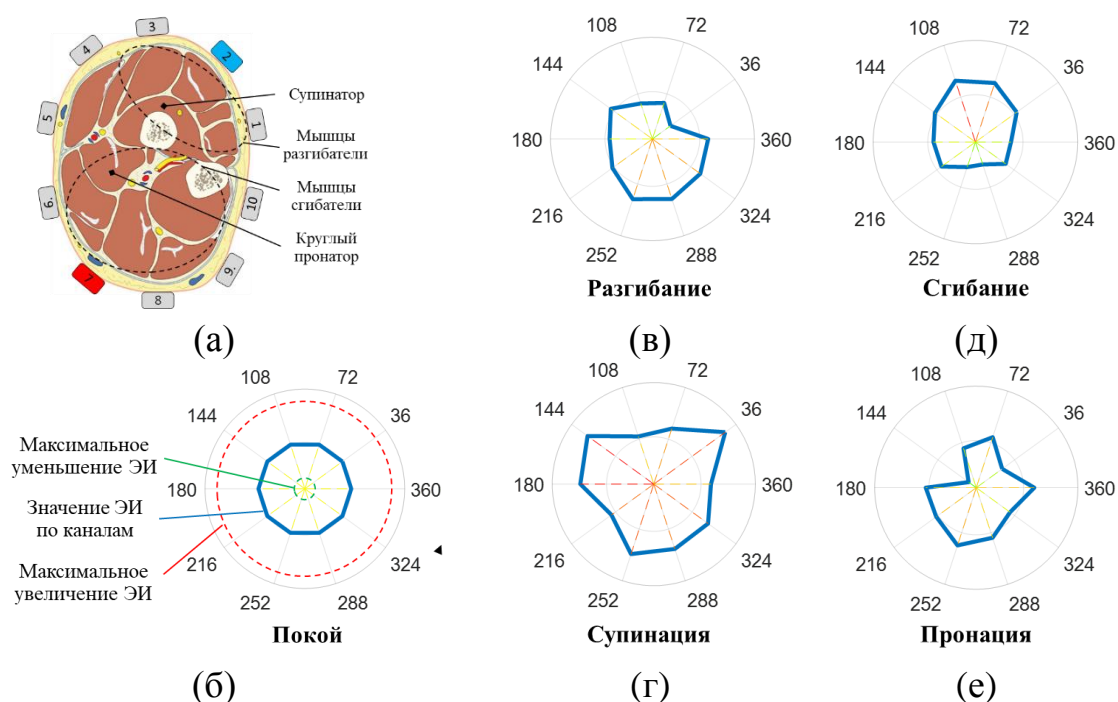 3
4
2
5
1
6.
10
7
9.
8
Супинатор
Мышцы
разгибатели
Мышцы
сгибатели
Круглый
пронатор
(а)
108
72
144
36
180
360
216
324
252
288
Разгибание
(в)
108
72
144
36
180
360
216
324
252
288
Сгибание
(д)
108
72
144
36
180
360
216
324
252
288
Максимальное
уменьшение ЭИ
Значение ЭИ
по каналам
Максимальное
увеличение ЭИ
Покой
(б)
108
72
144
36
180
360
216
324
252
288
Супинация
(г)
108
72
144
36
180
360
216
324
252
288
Пронация
(е)